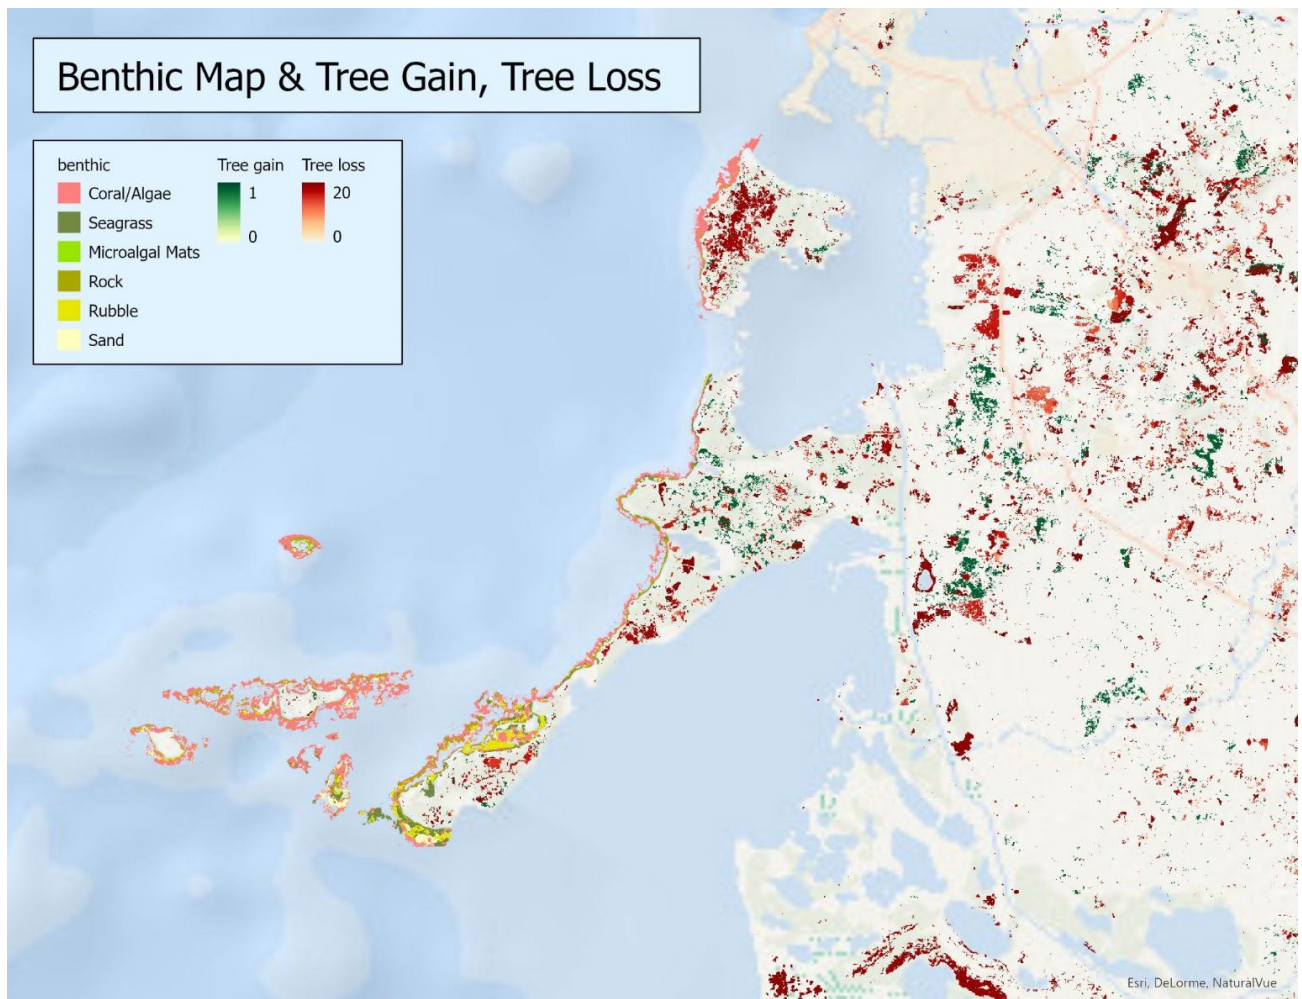 Benthic Map & Tree Gain, Tree Loss
benthic
Coral/Algae
Seagrass
Microalgal Mats
Rock
Rubble
Sand
Tree gain
1
0
Tree loss
20
0
Esri, DeLorme, NaturalVue